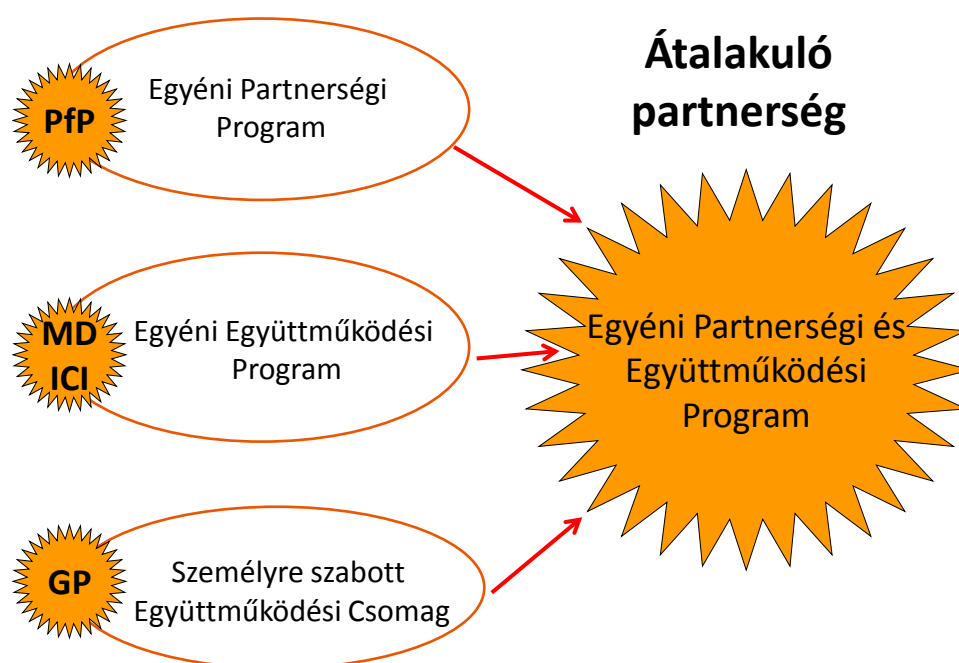 Átalakuló
partnerség
PfP
Egyéni Partnerségi
Program
MD
ICI
Egyéni Együttműködési
Program
GP
Személyre szabott
Együttműködési Csomag
Egyéni Partnerségi és
Együttműködési
Program